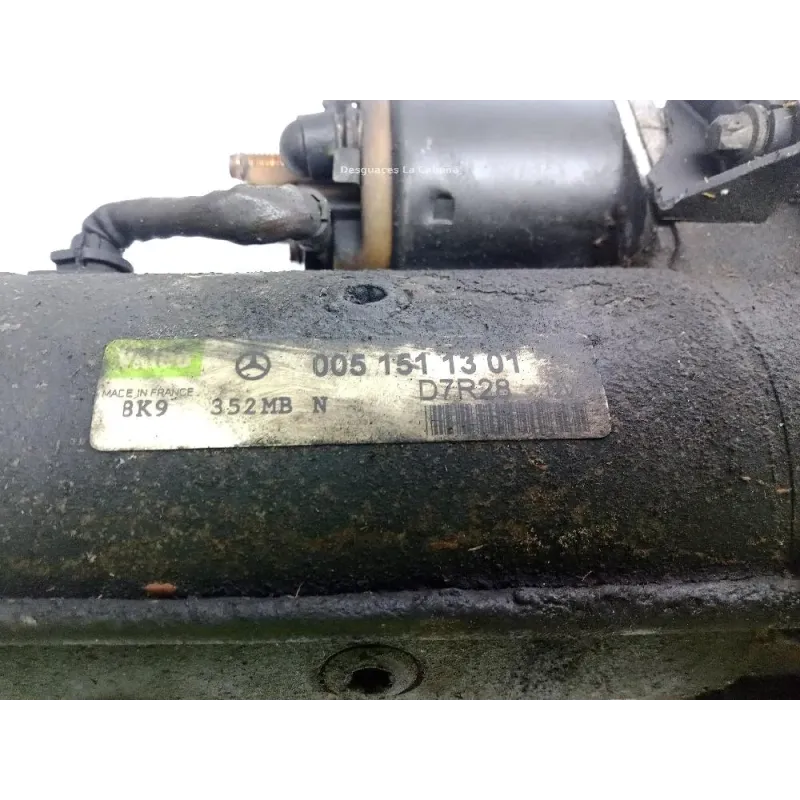 Desguaces La Cabaña
005 151 13 01
MADE IN FRANCE
D7R28
8K9 352MB N